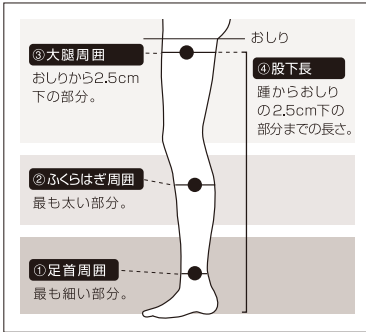 おしり
③大腿周囲
おしりから2.5cm
下の部分。
④股下長
踵からおしり
の2.5cm下の
部分までの長さ。
②ふくらはぎ周囲
最も太い部分。
①足首周囲
最も細い部分。